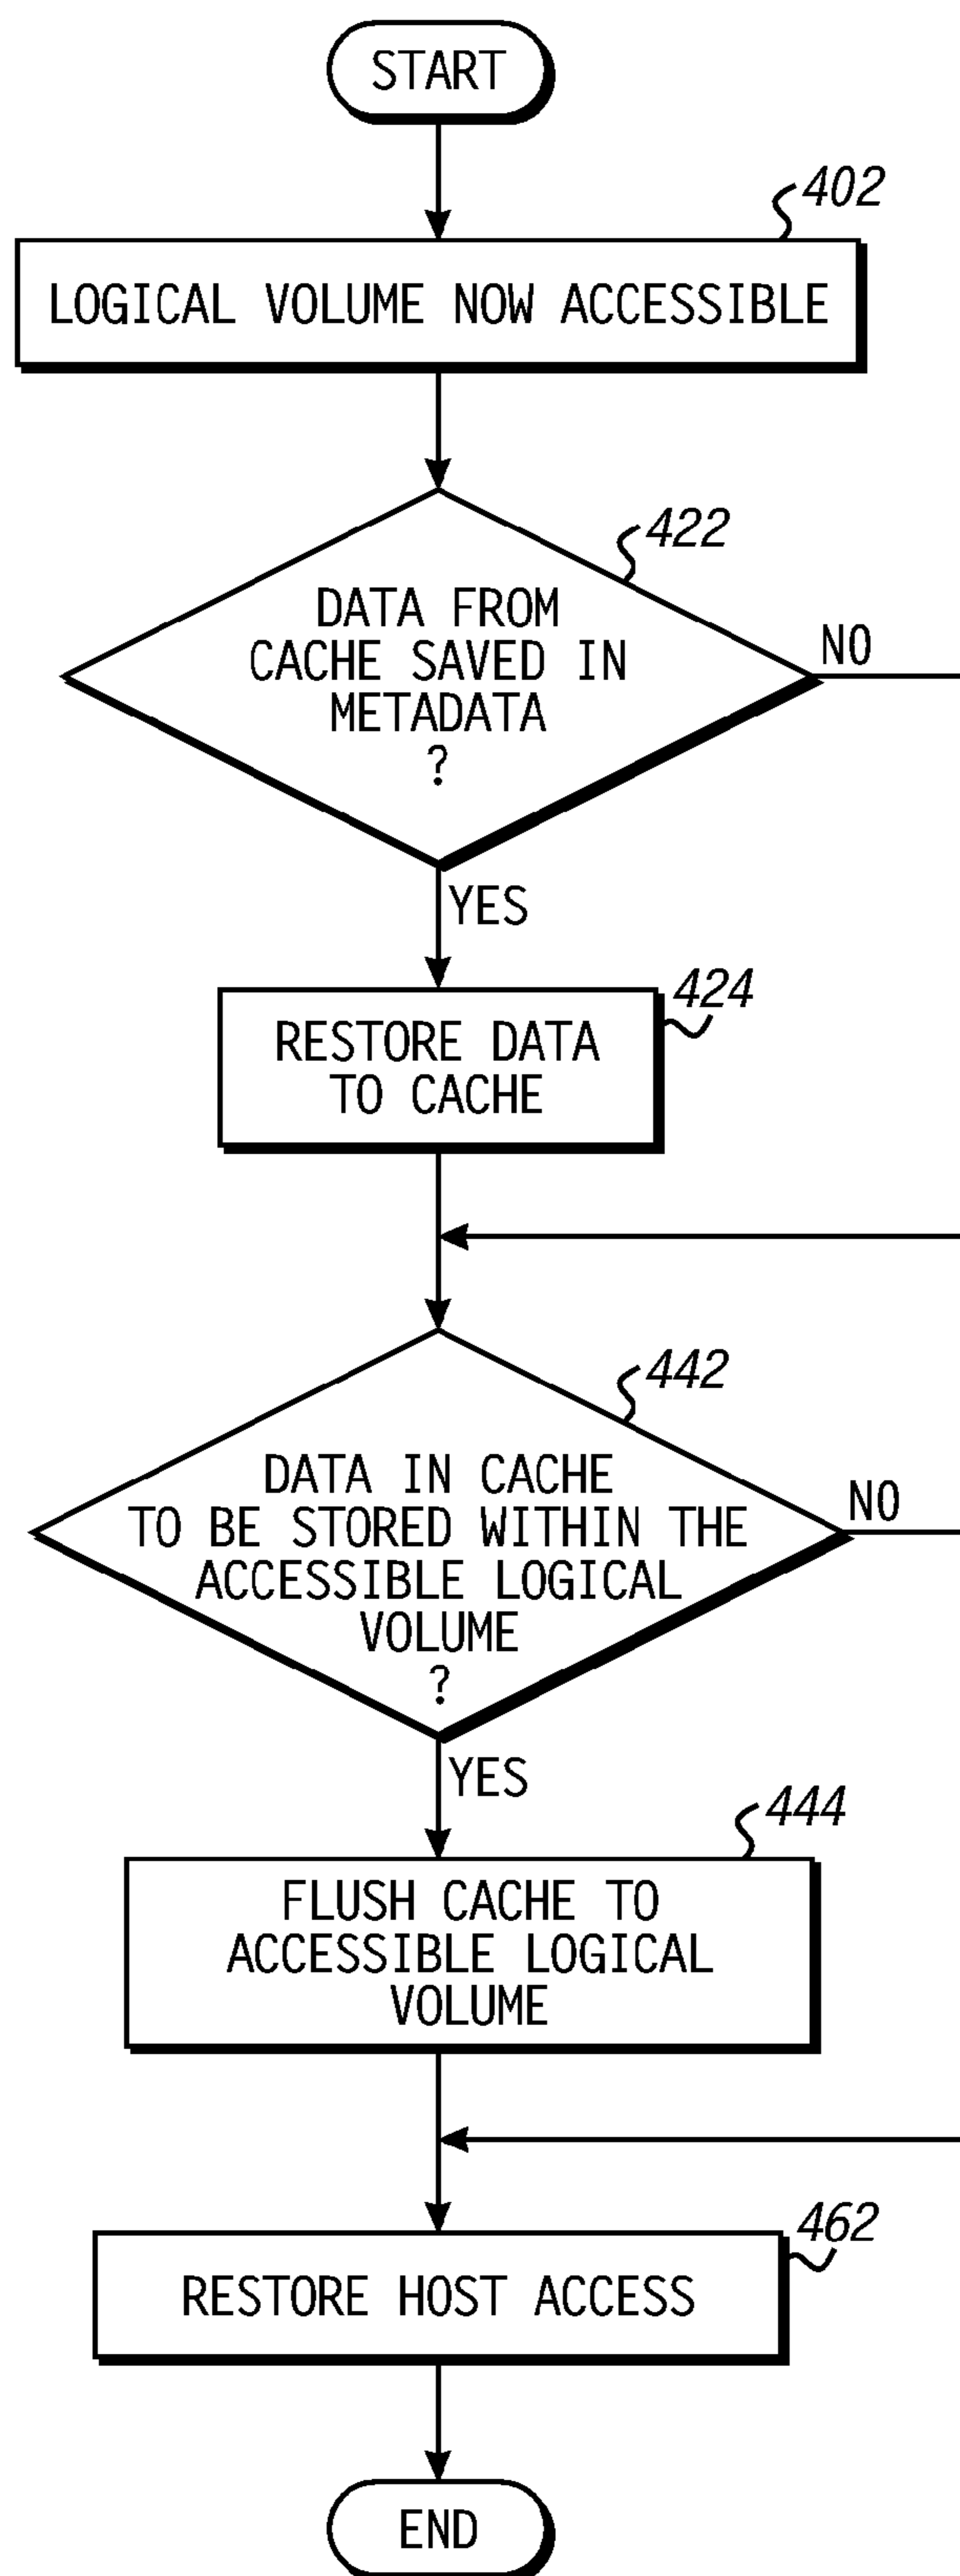 START
402
LOGICAL VOLUME NOW ACCESSIBLE
422
DATA FROM
CACHE SAVED IN
METADATA
?
NO
YES
424
RESTORE DATA
TO CACHE
442
DATA IN CACHE
TO BE STORED WITHIN THE
ACCESSIBLE LOGICAL
VOLUME
?
NO
YES
444
FLUSH CACHE TO
ACCESSIBLE LOGICAL
VOLUME
462
RESTORE HOST ACCESS
END